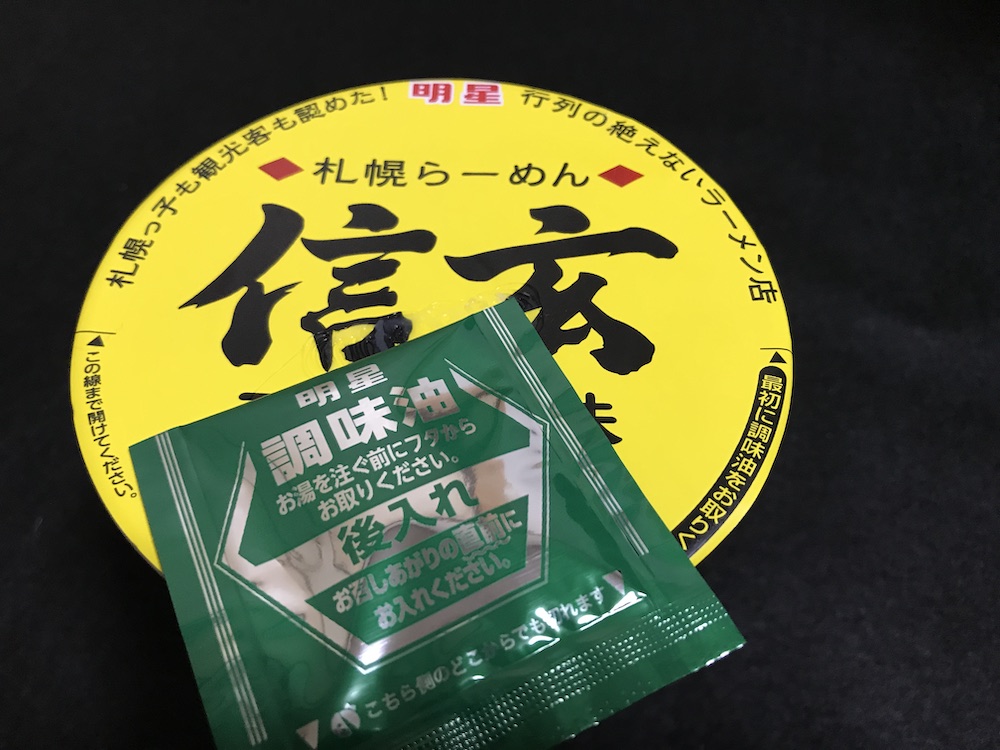 札幌っ子も観光客も認めた!
明星
行列の絶えないラーメン店
札幌らーめん
信玄
味
この線まで開けてください。
最初に調味油をお取りく
明星
調味油
お湯を注ぐ前にフタから
お取りください。
後入れ
お召しあがりの直前に
お入れください。
こちら側のどこからでも切れます